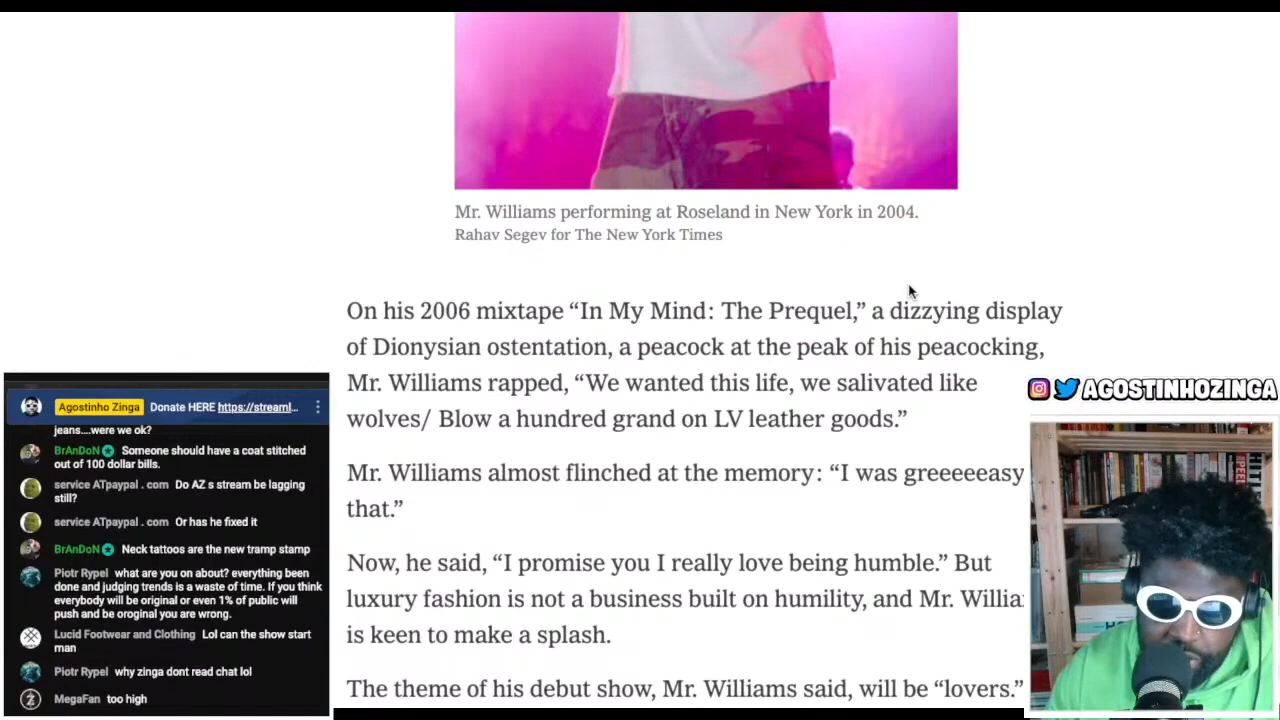 Mr. Williams performing at Roseland in New York in 2004.
Rahav Segev for The New York Times
On his 2006 mixtape “In My Mind: The Prequel,” a dizzying display
of Dionysian ostentation, a peacock at the peak of his peacocking,
Mr. Williams rapped, “We wanted this life, we salivated like
wolves/ Blow a hundred grand on LV leather goods.”
Mr. Williams almost flinched at the memory: “I was greeeeeasy
that.”
Now, he said, “I promise you I really love being humble.” But
luxury fashion is not a business built on humility, and Mr. Willia
is keen to make a splash.
The theme of his debut show, Mr. Williams said, will be “lovers.”
Agostinho Zinga Donate HERE https://streaml...
jeans....were we ok?
BrAnDoN Someone should have a coat stitched
out of 100 dollar bills.
service ATpaypal . com Do AZ s stream be lagging
still?
service ATpaypal . com Or has he fixed it
BrAnDoN Neck tattoos are the new tramp stamp
Piotr Rypel what are you on about? everything been
done and judging trends is a waste of time. If you think
everybody will be original or even 1% of public will
push and be oroginal you are wrong.
Lucid Footwear and Clothing Lol can the show start
man
Piotr Rypel why zinga dont read chat lol
MegaFan too high
AGOSTINHOZINGA